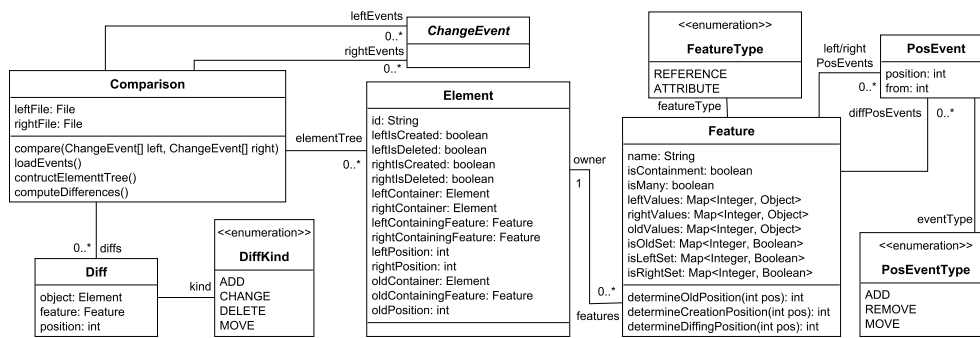 leftEvents
0..*
rightEvents
0..*
ChangeEvent
Comparison
leftFile: File
rightFile: File
compare(ChangeEvent[] left, ChangeEvent[] right)
loadEvents()
contructElementtTree()
computeDifferences()
elementTree
0..*
0..*
diffs
Diff
object: Element
feature: Feature
position: int
kind
<<enumeration>>
DiffKind
ADD
CHANGE
DELETE
MOVE
Element
id: String
leftIsCreated: boolean
leftIsDeleted: boolean
rightIsCreated: boolean
rightIsDeleted: boolean
leftContainer: Element
rightContainer: Element
leftContainingFeature: Feature
rightContainingFeature: Feature
leftPosition: int
rightPosition: int
oldContainer: Element
oldContainingFeature: Feature
oldPosition: int
owner
1
0..*
features
<<enumeration>>
FeatureType
REFERENCE
ATTRIBUTE
featureType
Feature
name: String
isContainment: boolean
isMany: boolean
leftValues: Map<Integer, Object>
rightValues: Map<Integer, Object>
oldValues: Map<Integer, Object>
isOldSet: Map<Integer, Boolean>
isLeftSet: Map<Integer, Boolean>
isRightSet: Map<Integer, Boolean>
determineOldPosition(int pos): int
determineCreationPosition(int pos): int
determineDiffingPosition(int pos): int
left/right
PosEvents
0..*
PosEvent
position: int
from: int
diffPosEvents
0..*
eventType
<<enumeration>>
PosEventType
ADD
REMOVE
MOVE